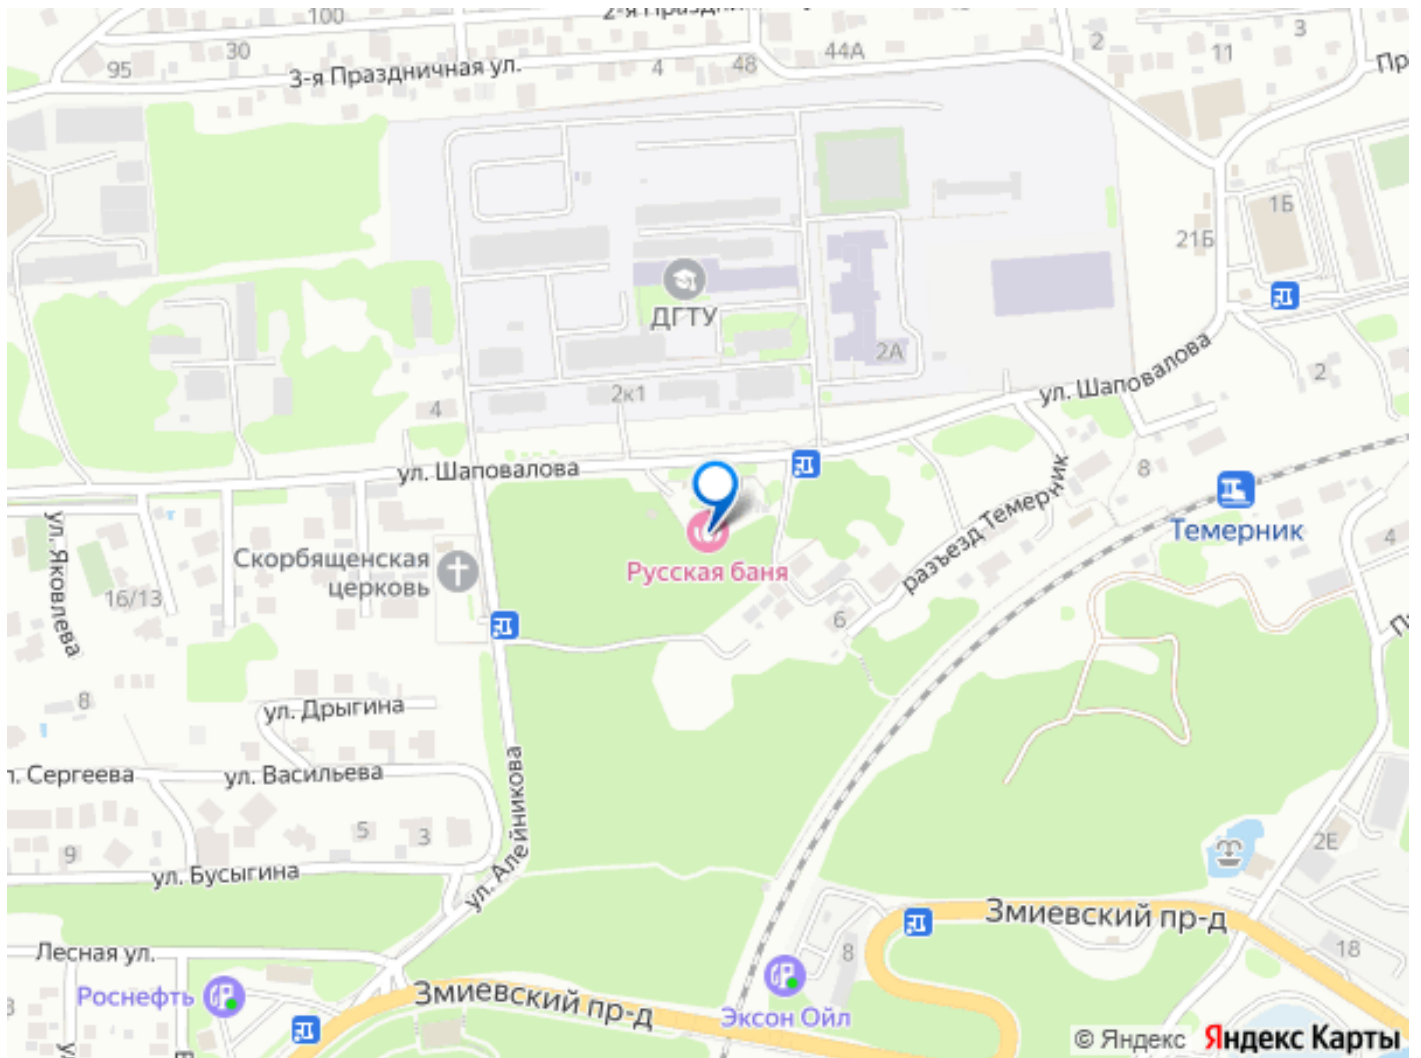 100
2-я Праздничная у
30
95
3-я Праздничная ул.
4
48
44А
2
11
3
Пр
1Б
21Б
ДГТУ
2А
2к1
4
ул. Шаповалова
2
ул. Шаповалова
8
разъезд Темерник
Темерник
4
ул. Яковлева
Скорбященская
церковь
16/13
Русская баня
6
8
ул. Дрыгина
л. Сергеева
ул. Васильева
5
3
9
ул. Бусыгина
ул. Алейникова
2Е
Змиевский пр-д
18
8
Лесная ул.
Роснефть
Змиевский пр-д
Эксон Ойл
© Яндекс Яндекс Карты